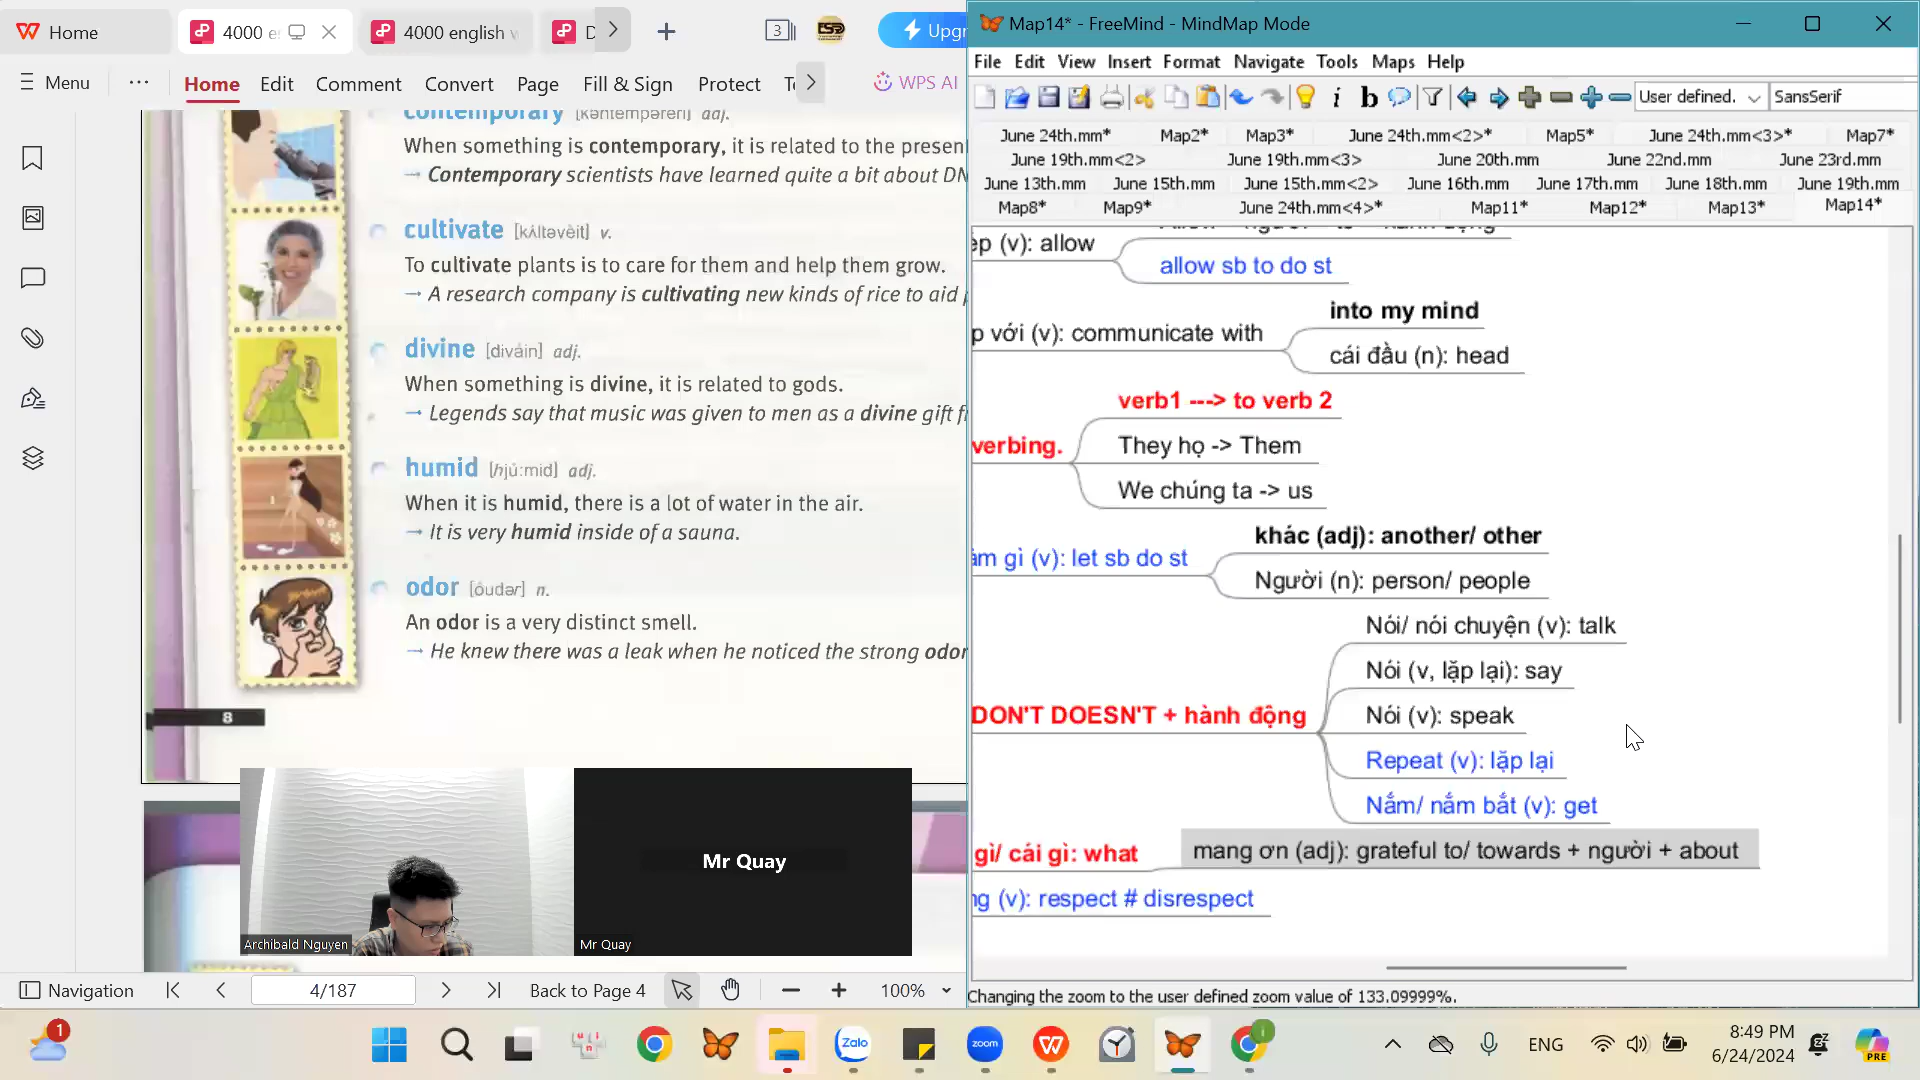 Home
4000 e
4000 english w
D
3
Upgr
Menu
Home
Edit
Comment
Convert
Page
Fill & Sign
Protect
WPS AI
contemporary [kəntempəreri] adj.
When something is contemporary, it is related to the presen
→ Contemporary scientists have learned quite a bit about DN
cultivate [kʌ́ltəvèit] v.
To cultivate plants is to care for them and help them grow.
→ A research company is cultivating new kinds of rice to aid p
divine [diváin] adj.
When something is divine, it is related to gods.
→ Legends say that music was given to men as a divine gift f
humid [hjú:mid] adj.
When it is humid, there is a lot of water in the air.
→ It is very humid inside of a sauna.
odor [óudər] n.
An odor is a very distinct smell.
→ He knew there was a leak when he noticed the strong odor
8
Archibald Nguyen
Mr Quay
Mr Quay
Navigation
4/187
Back to Page 4
100%
Map14* - FreeMind - MindMap Mode
File Edit View Insert Format Navigate Tools Maps Help
User defined.
SansSerif
June 24th.mm* Map2* Map3* June 24th.mm<2>* Map5* June 24th.mm<3>* Map7*
June 19th.mm<2> June 19th.mm<3> June 20th.mm June 22nd.mm June 23rd.mm
June 13th.mm June 15th.mm June 15th.mm<2> June 16th.mm June 17th.mm June 18th.mm June 19th.mm
Map8* Map9* June 24th.mm<4>* Map11* Map12* Map13* Map14*
ép (v): allow
allow sb to do st
into my mind
p với (v): communicate with
cái đầu (n): head
verb1 ---> to verb 2
verbing.
They họ -> Them
We chúng ta -> us
khác (adj): another/ other
àm gì (v): let sb do st
Người (n): person/ people
Nói/ nói chuyện (v): talk
Nói (v, lặp lại): say
DON'T DOESN'T + hành động
Nói (v): speak
Repeat (v): lặp lại
Nắm/ nắm bắt (v): get
gì/ cái gì: what
mang ơn (adj): grateful to/ towards + người + about
ng (v): respect # disrespect
Changing the zoom to the user defined zoom value of 133.09999%.
1
Zalo
zoom
ENG
8:49 PM
6/24/2024
PRE